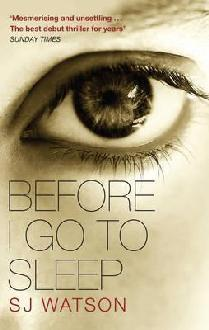 'Mesmerising and unsettling ...
The best debut thriller for years'
SUNDAY TIMES
BEFORE
I GO TO
SLEEP
SJ WATSON